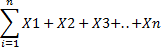 n
∑ X1 + X2 + X3+..+Xn
i=1